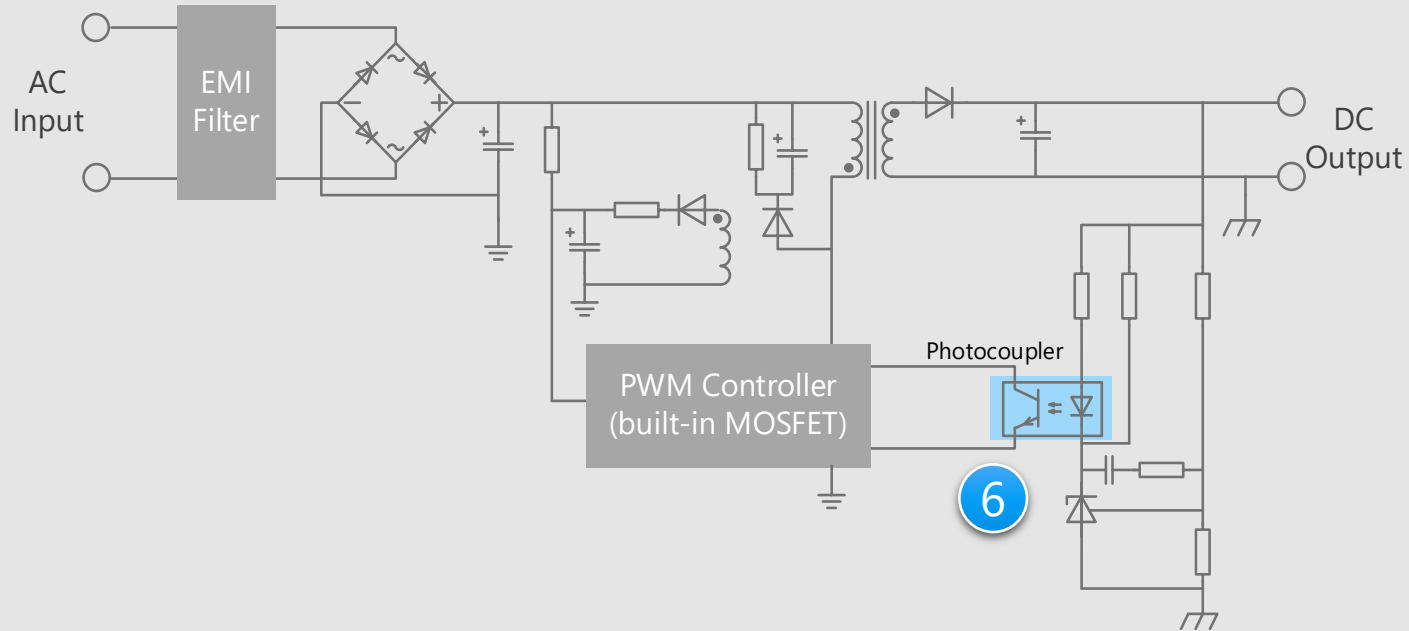 AC
Input
EMI
Filter
DC
Output
Photocoupler
PWM Controller
(built-in MOSFET)
6